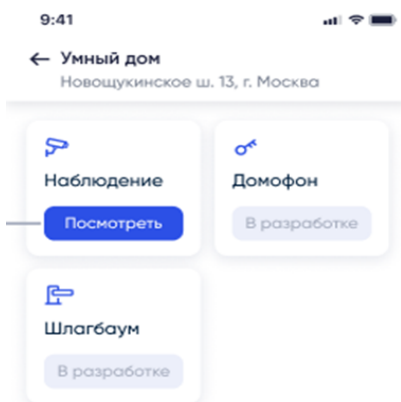 9:41
Умный дом
Новощукинское ш. 13, г. Москва
Наблюдение
Домофон
Посмотреть
В разработке
Шлагбаум
В разработке